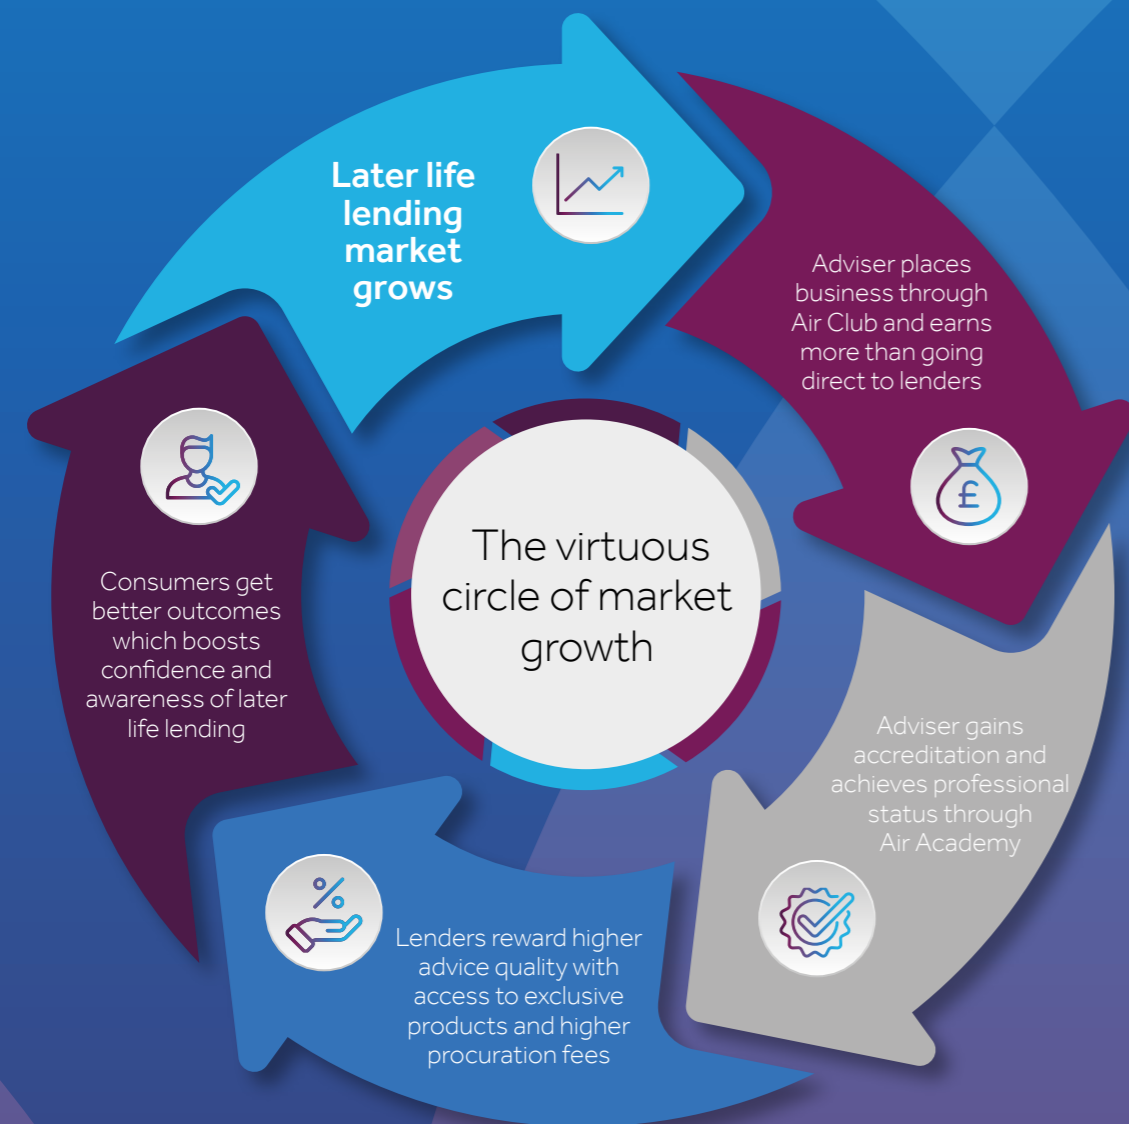 Later life
lending
market
grows
Adviser places
business through
Air Club and earns
more than going
direct to lenders
£
Adviser gains
accreditation and
achieves professional
status through
Air Academy
Lenders reward higher
advice quality with
access to exclusive
products and higher
procuration fees
%
Consumers get
better outcomes
which boosts
confidence and
awareness of later
life lending
The virtuous
circle of market
growth